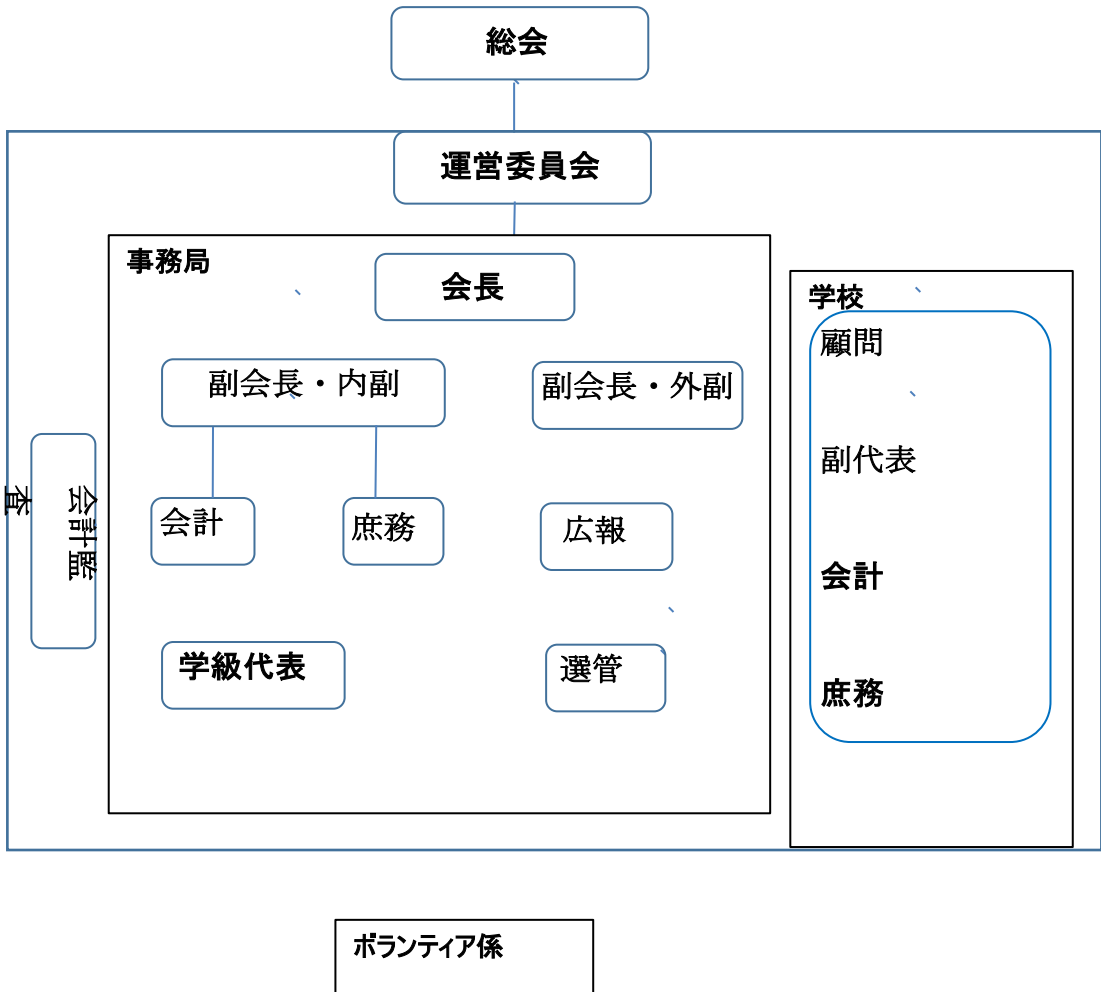 総会
運営委員会
事務局
会長
学校
顧問
副会長・内副
副会長・外副
副代表
会計監
査
会計
庶務
広報
会計
学級代表
選管
庶務
ボランティア係